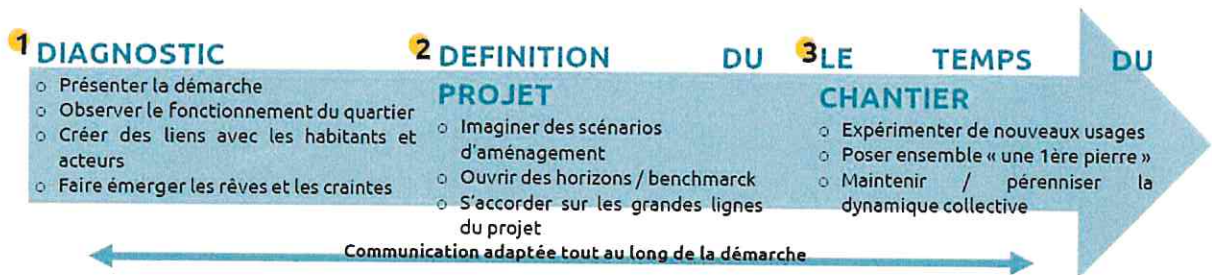 1 DIAGNOSTIC
○ Présenter la démarche
○ Observer le fonctionnement du quartier
○ Créer des liens avec les habitants et
acteurs
○ Faire émerger les rêves et les craintes
2 DEFINITION DU
PROJET
○ Imaginer des scénarios
d'aménagement
○ Ouvrir des horizons / benchmarck
○ S'accorder sur les grandes lignes
du projet
3 LE TEMPS DU
CHANTIER
○ Expérimenter de nouveaux usages
○ Poser ensemble « une 1ère pierre »
○ Maintenir / pérenniser la
dynamique collective
Communication adaptée tout au long de la démarche